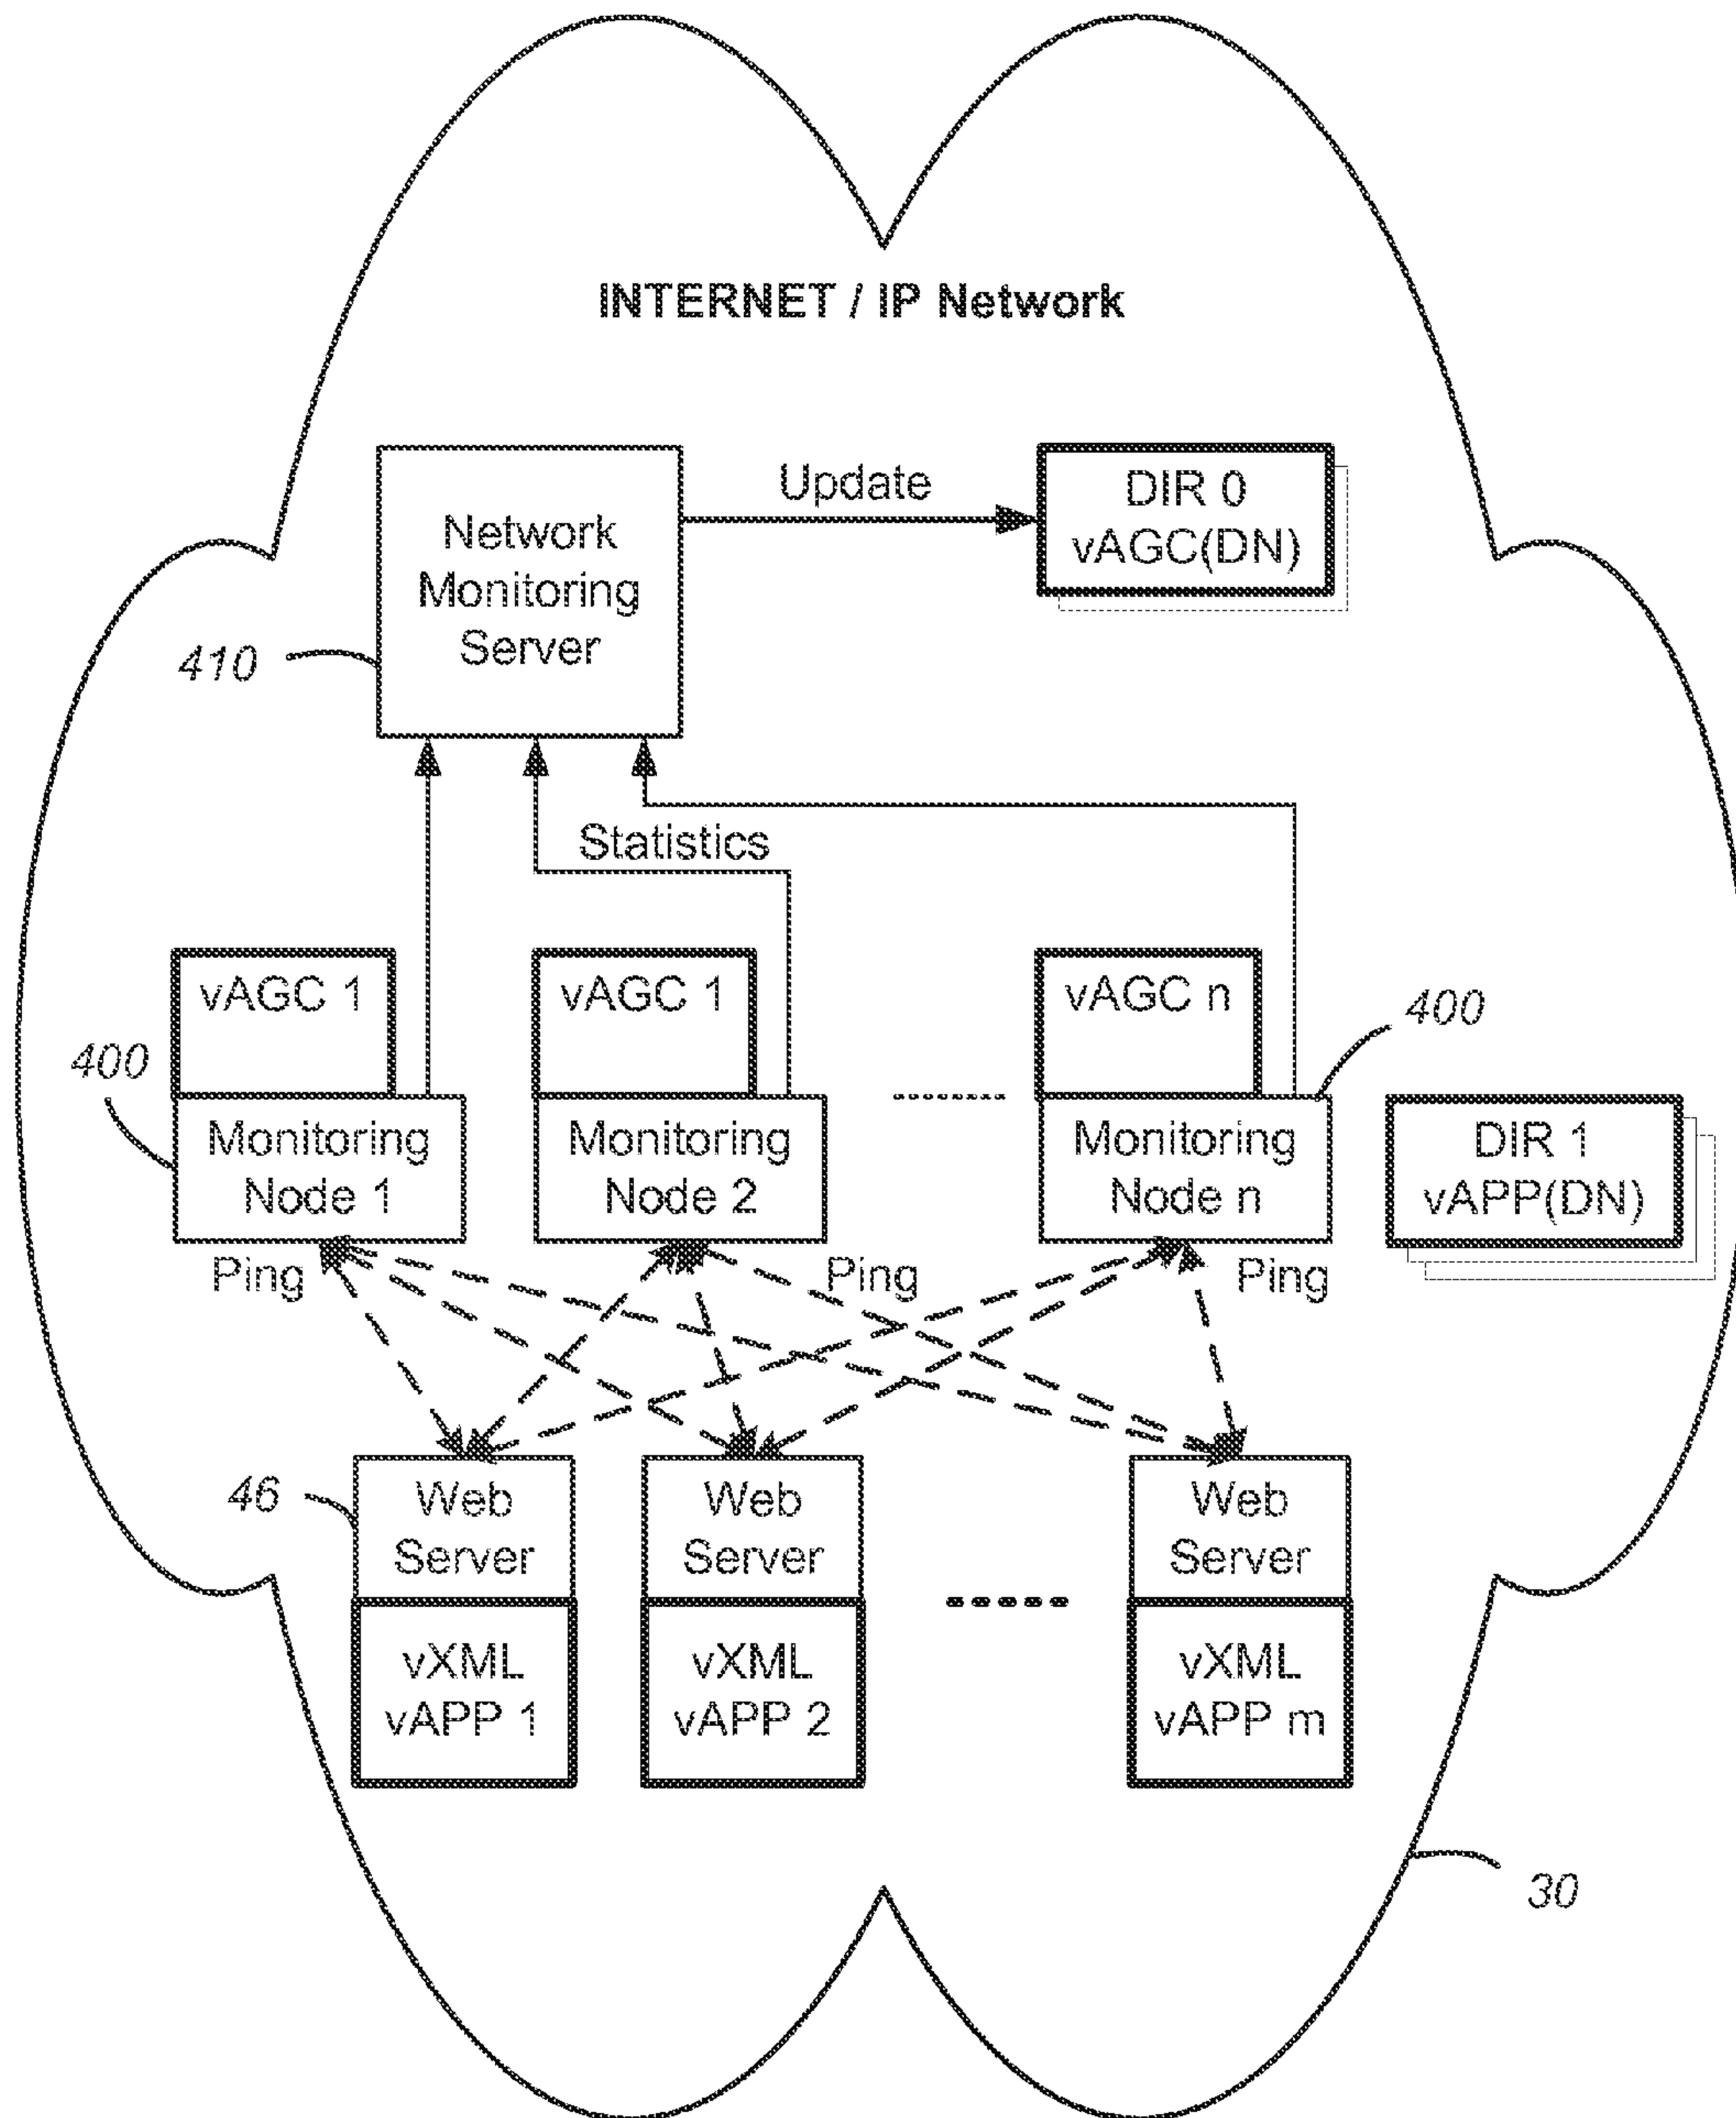 INTERNET / IP Network
Update
DIR 0
vAGC(DN)
Network
Monitoring
Server
410
Statistics
vAGC 1
vAGC 1
vAGC n
400
400
Monitoring
Node 1
Monitoring
Node 2
Monitoring
Node n
DIR 1
vAPP(DN)
Ping
Ping
Ping
46
Web
Server
Web
Server
Web
Server
vXML
vAPP 1
vXML
vAPP 2
vXML
vAPP m
30